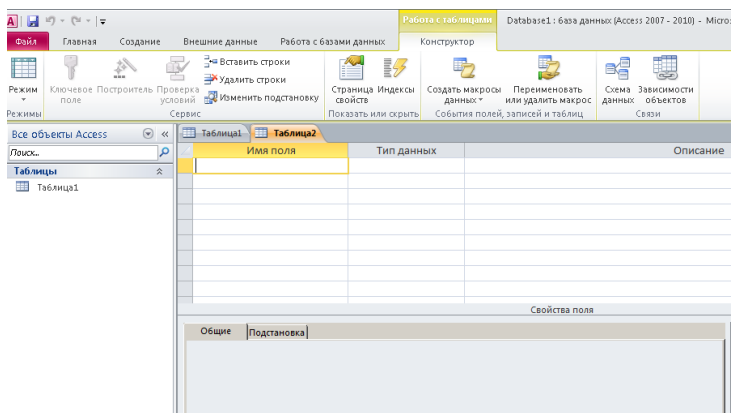 A
Работа с таблицами
Database1 : база данных (Access 2007 - 2010) - Micro
Файл Главная Создание Внешние данные Работа с базами данных Конструктор
Режим
Режимы
Ключевое поле
Построитель
Проверка условий
Вставить строки
Удалить строки
Изменить подстановку
Сервис
Страница свойств
Индексы
Показать или скрыть
Создать макросы данных
Переименовать или удалить макрос
События полей, записей и таблиц
Схема данных
Зависимости объектов
Связи
Все объекты Access «
Поиск...
Таблицы
Таблица1
Таблица1 Таблица2
Имя поля Тип данных Описание
Свойства поля
Общие Подстановка